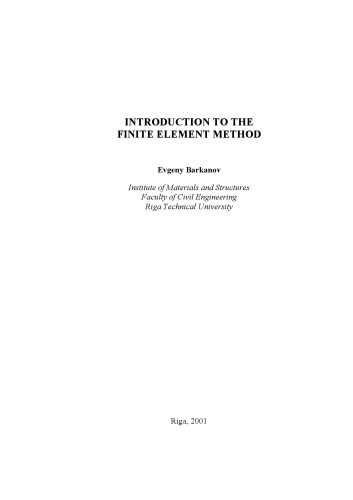 INTRODUCTION TO THE
FINITE ELEMENT METHOD
Evgeny Barkanov
Institute of Materials and Structures
Faculty of Civil Engineering
Riga Technical University
Riga, 2001